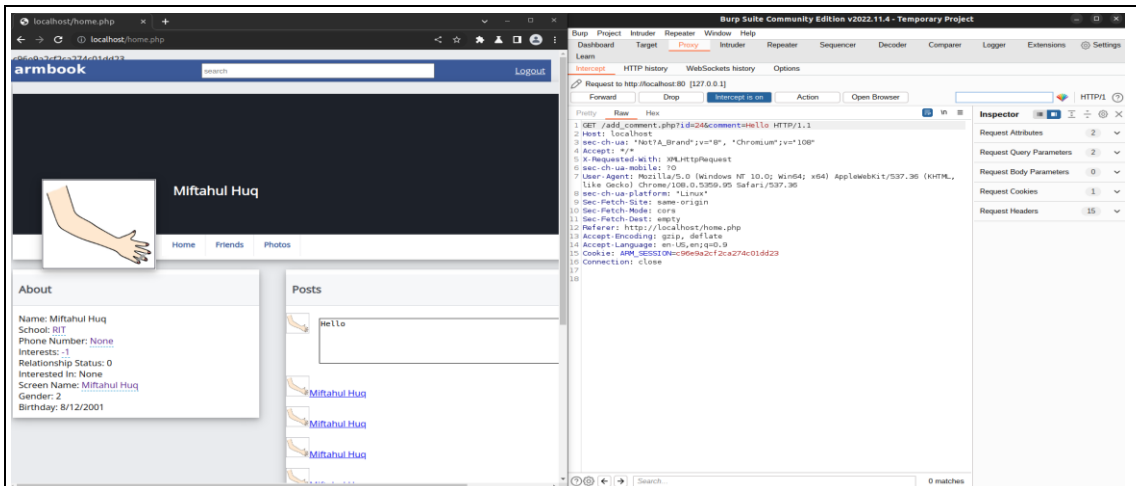 localhost/home.php
localhost/home.php
c96e9a2cf2ca274c01dd23
armbook
search
Logout
Miftahul Huq
Home Friends Photos
About
Name: Miftahul Huq
School: RIT
Phone Number: None
Interests: -1
Relationship Status: 0
Interested In: None
Screen Name: Miftahul Huq
Gender: 2
Birthday: 8/12/2001
Posts
Hello
Miftahul Huq
Miftahul Huq
Miftahul Huq
Burp Suite Community Edition v2022.11.4 - Temporary Project
Burp Project Intruder Repeater Window Help
Dashboard Target Proxy Intruder Repeater Sequencer Decoder Comparer Logger Extensions Settings
Learn
Intercept HTTP history WebSockets history Options
Request to http://localhost:80 [127.0.0.1]
Forward Drop Intercept is on Action Open Browser HTTP/1
Pretty Raw Hex \n
1 GET /add_comment.php?id=24&comment=Hello HTTP/1.1
2 Host: localhost
3 sec-ch-ua: "Not?A_Brand";v="8", "Chromium";v="108"
4 Accept: */*
5 X-Requested-With: XMLHttpRequest
6 sec-ch-ua-mobile: ?0
7 User-Agent: Mozilla/5.0 (Windows NT 10.0; Win64; x64) AppleWebKit/537.36 (KHTML,
like Gecko) Chrome/108.0.5359.95 Safari/537.36
8 sec-ch-ua-platform: "Linux"
9 Sec-Fetch-Site: same-origin
10 Sec-Fetch-Mode: cors
11 Sec-Fetch-Dest: empty
12 Referer: http://localhost/home.php
13 Accept-Encoding: gzip, deflate
14 Accept-Language: en-US,en;q=0.9
15 Cookie: ARM_SESSION=c96e9a2cf2ca274c01dd23
16 Connection: close
17
18
Inspector
Request Attributes 2
Request Query Parameters 2
Request Body Parameters 0
Request Cookies 1
Request Headers 15
Search...
0 matches